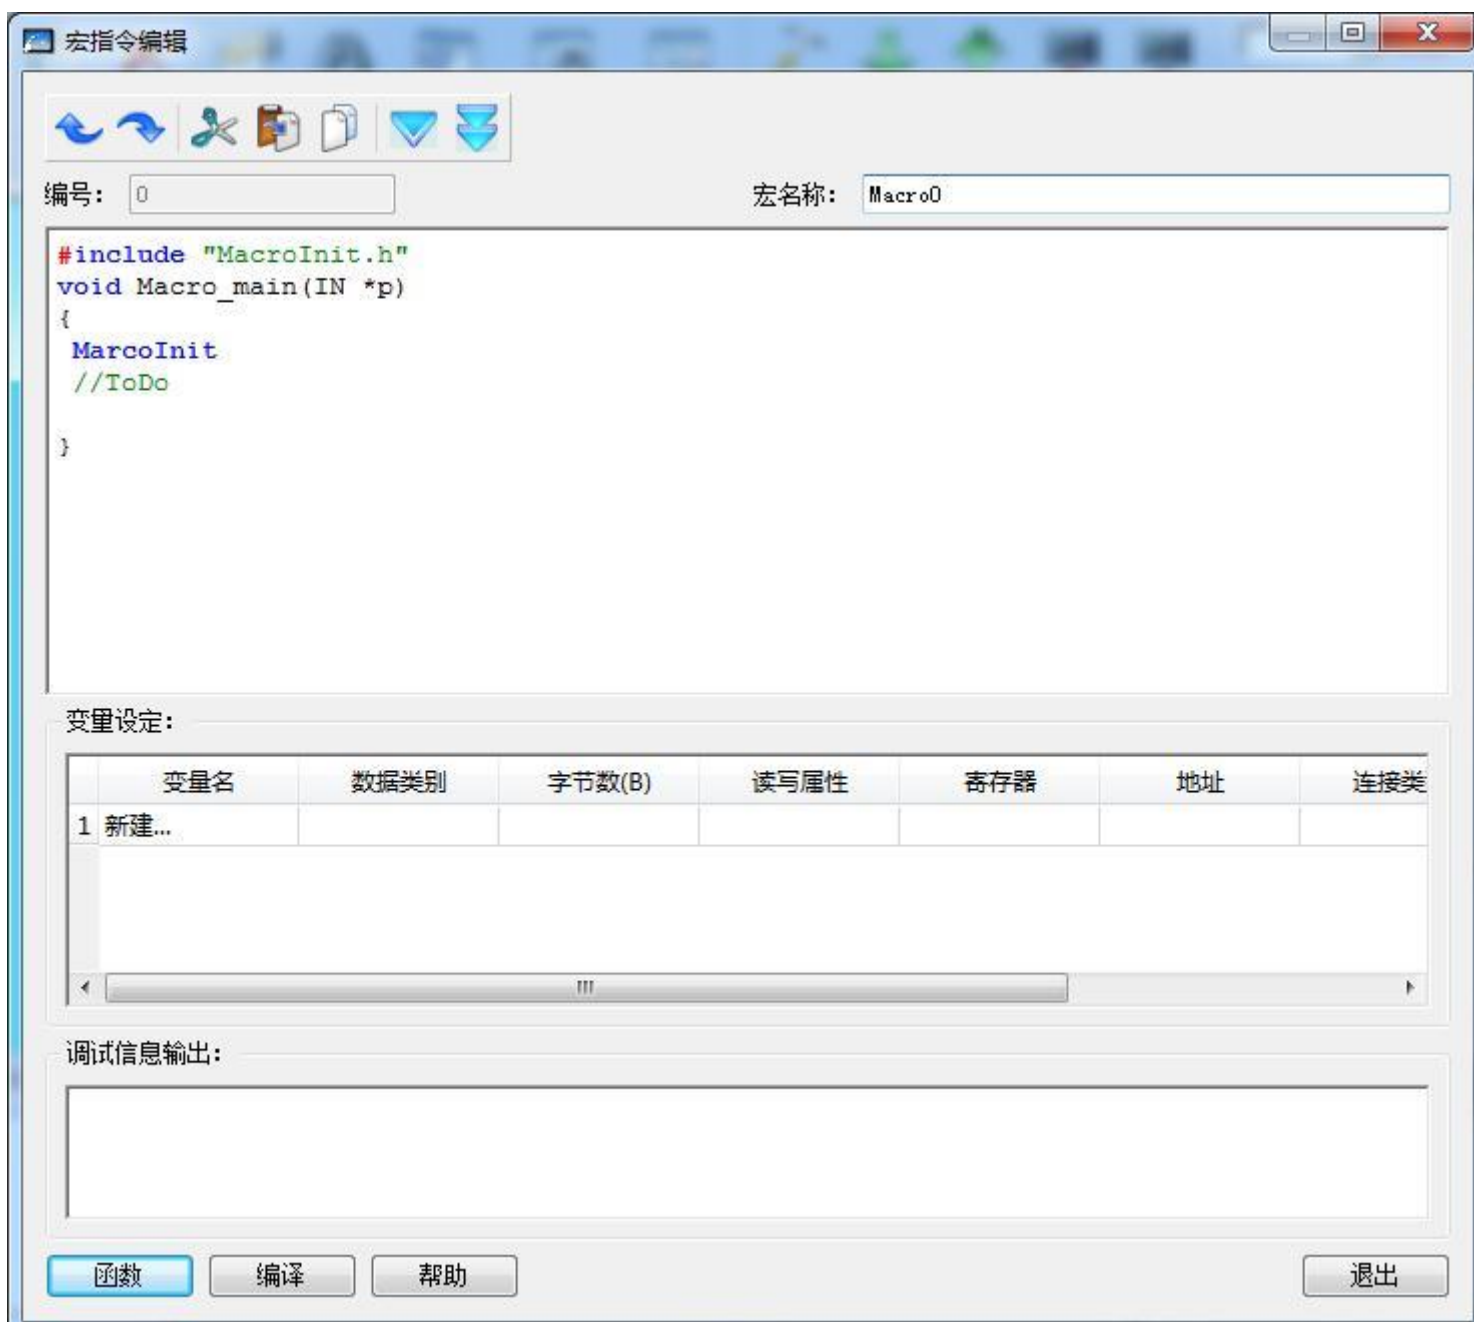 宏指令编辑
编号： 0 宏名称： Macro0
#include "MacroInit.h"
void Macro_main(IN *p)
{
MarcoInit
//ToDo
}
变量设定：
变量名 数据类别 字节数(B) 读写属性 寄存器 地址 连接类
1 新建...
调试信息输出：
函数 编译 帮助 退出